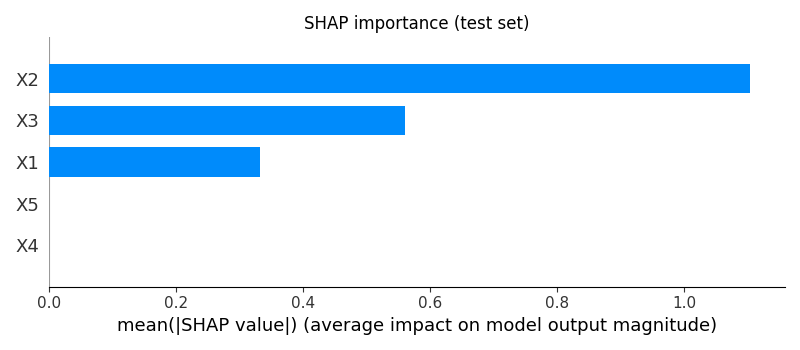 SHAP importance (test set)
X2
X3
X1
X5
X4
0.0 0.2 0.4 0.6 0.8 1.0
mean(|SHAP value|) (average impact on model output magnitude)